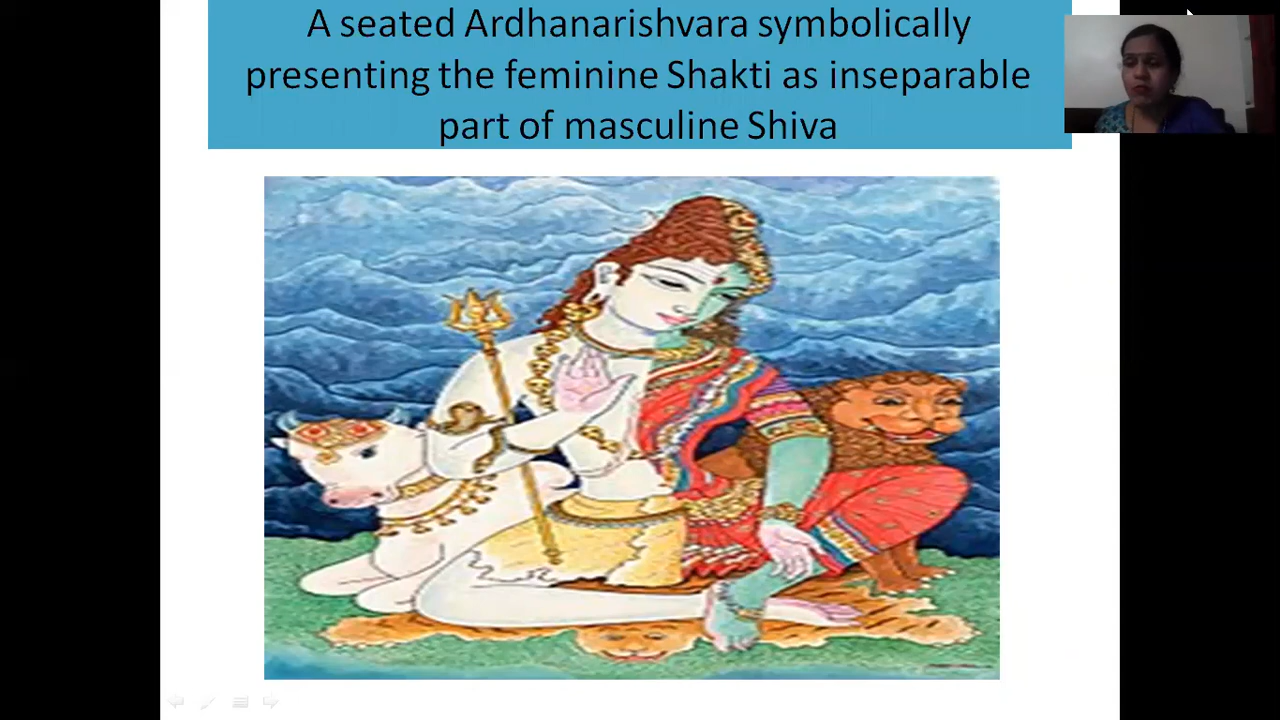 A seated Ardhanarishvara symbolically
presenting the feminine Shakti as inseparable
part of masculine Shiva